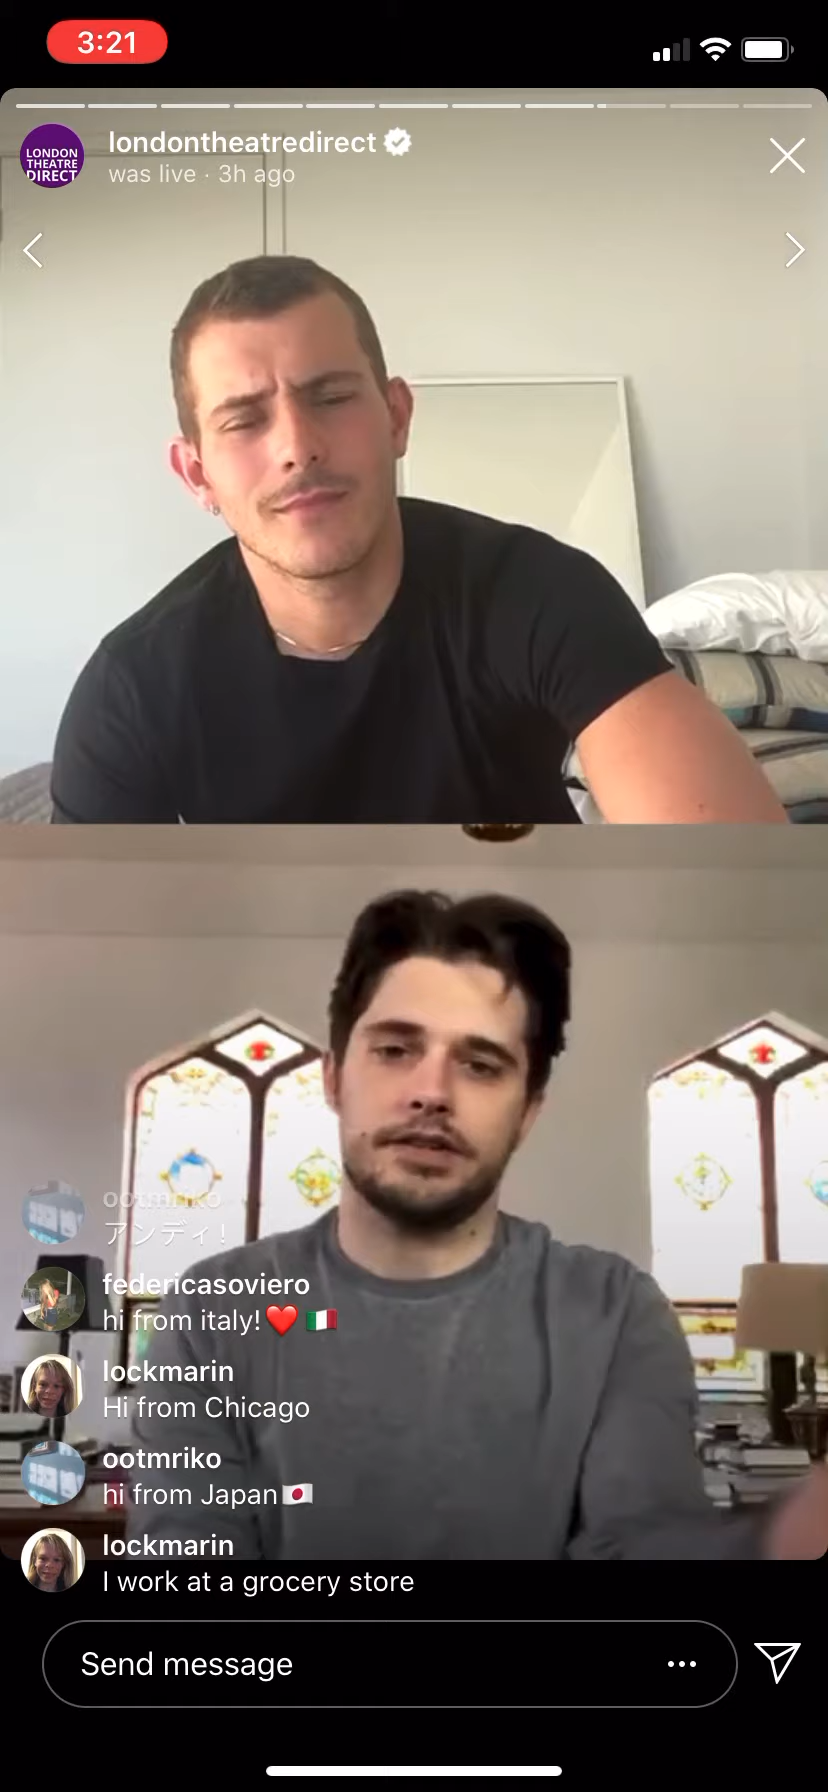 3:21
LONDON
THEATRE
DIRECT
londontheatredirect
was live · 3h ago
ootmriko
アンディ!
federicasoviero
hi from italy!❤️🇮🇹
lockmarin
Hi from Chicago
ootmriko
hi from Japan🇯🇵
lockmarin
I work at a grocery store
Send message